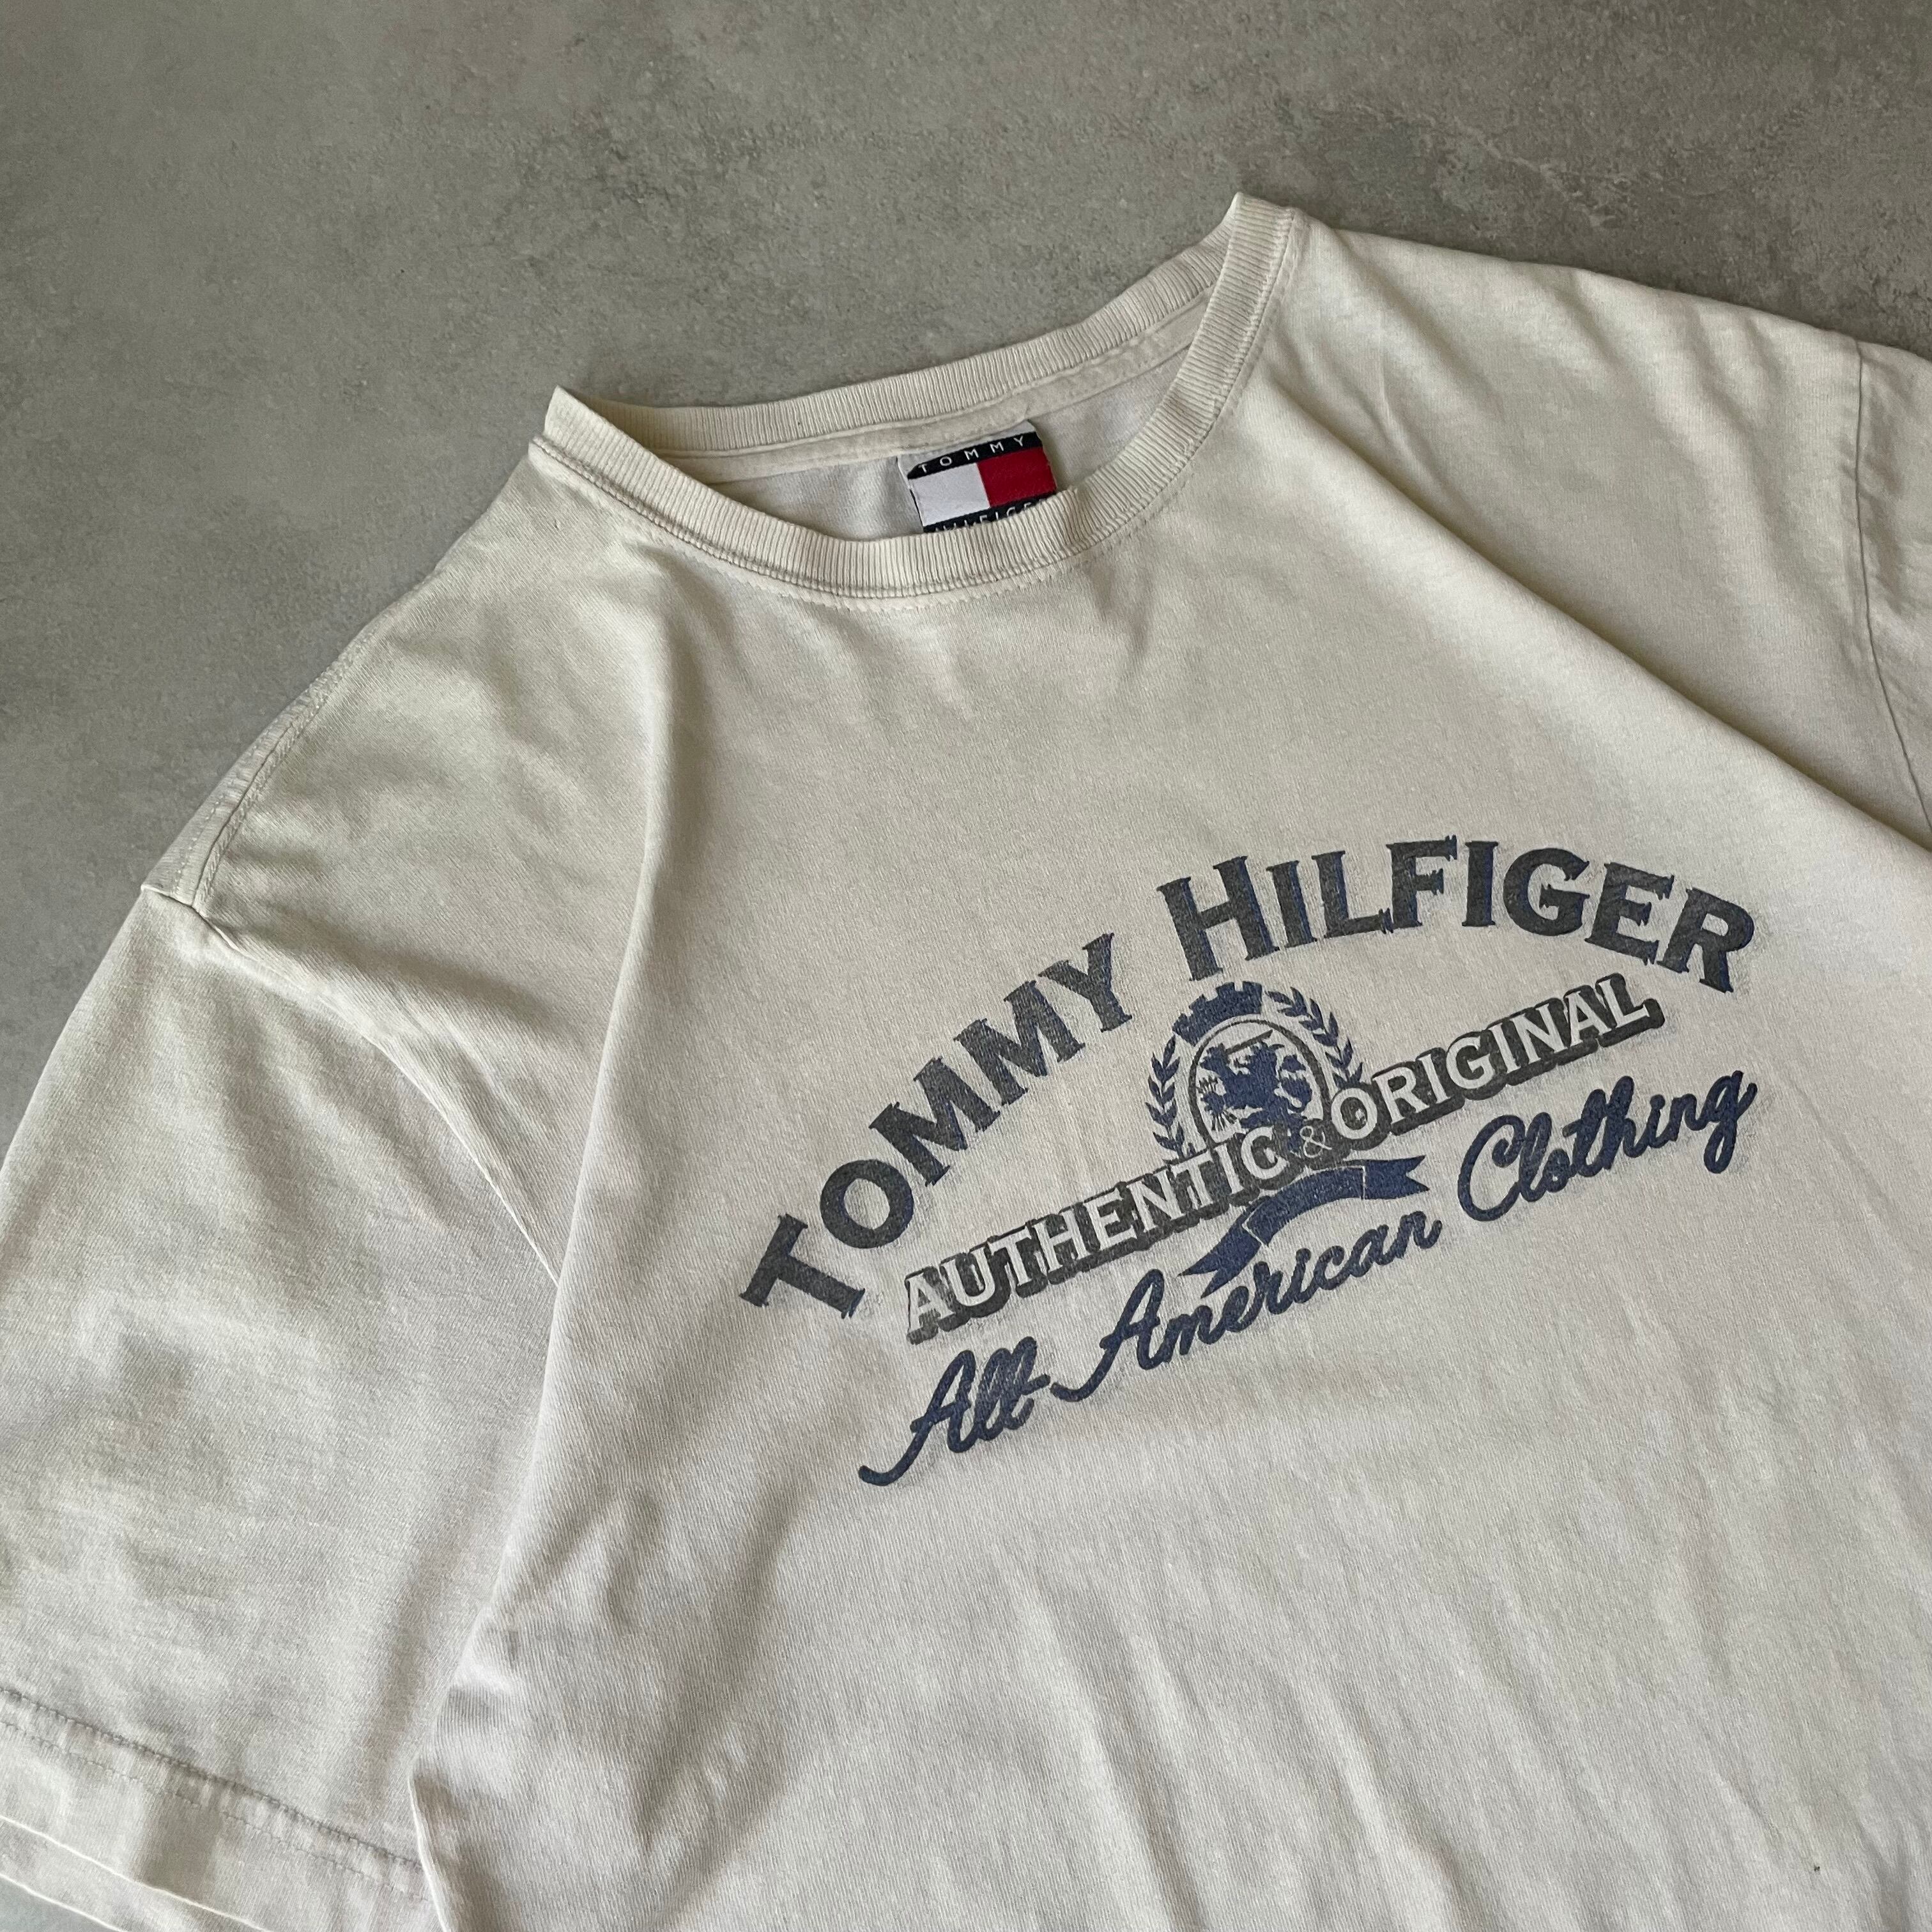 TOMMY
TOMMY HILFIGER
AUTHENTIC & ORIGINAL
All-American Clothing